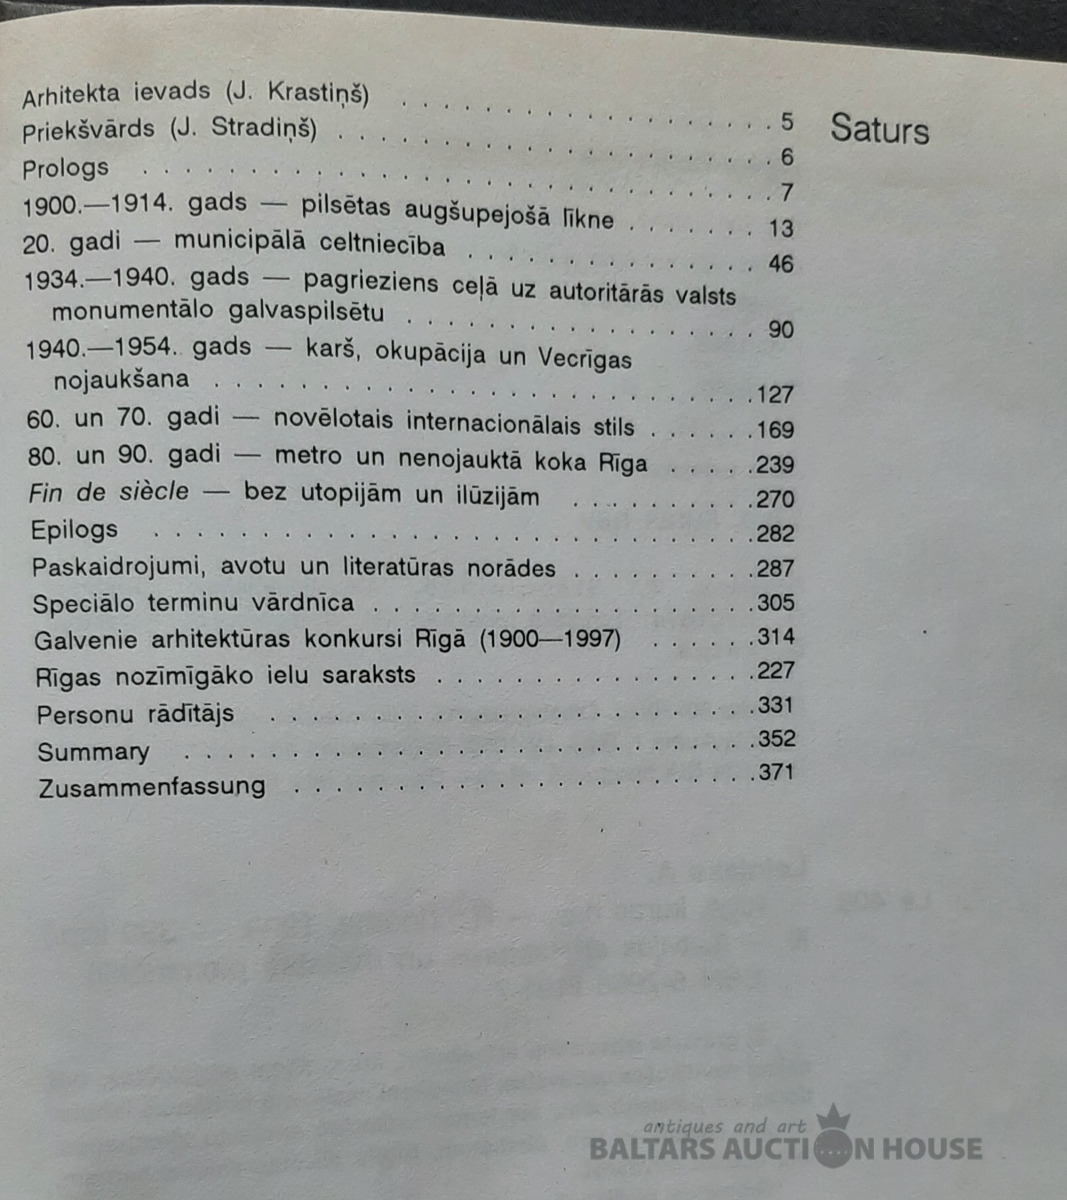 Saturs
Arhitekta ievads (J. Krastiņš) . . . . . . . . . . . . . . . 5
Priekšvārds (J. Stradiņš) . . . . . . . . . . . . . . . . . 6
Prologs . . . . . . . . . . . . . . . . . . . . . . . . 7
1900.—1914. gads — pilsētas augšupejošā līkne . . . . . . . 13
20. gadi — municipālā celtniecība . . . . . . . . . . . . 46
1934.—1940. gads — pagrieziens ceļā uz autoritārās valsts
monumentālo galvaspilsētu . . . . . . . . . . . . . . 90
1940.—1954. gads — karš, okupācija un Vecrīgas
nojaukšana . . . . . . . . . . . . . . . . . . . . . 127
60. un 70. gadi — novēlotais internacionālais stils . . . . . . 169
80. un 90. gadi — metro un nenojauktā koka Rīga . . . . . 239
Fin de siècle — bez utopijām un ilūzijām . . . . . . . . . 270
Epilogs . . . . . . . . . . . . . . . . . . . . . . . 282
Paskaidrojumi, avotu un literatūras norādes . . . . . . . . 287
Speciālo terminu vārdnīca . . . . . . . . . . . . . . . 305
Galvenie arhitektūras konkursi Rīgā (1900—1997) . . . . . . 314
Rīgas nozīmīgāko ielu saraksts . . . . . . . . . . . . . 227
Personu rādītājs . . . . . . . . . . . . . . . . . . . 331
Summary . . . . . . . . . . . . . . . . . . . . . . 352
Zusammenfassung . . . . . . . . . . . . . . . . . . 371
antiques and art
BALTARS AUCTION HOUSE